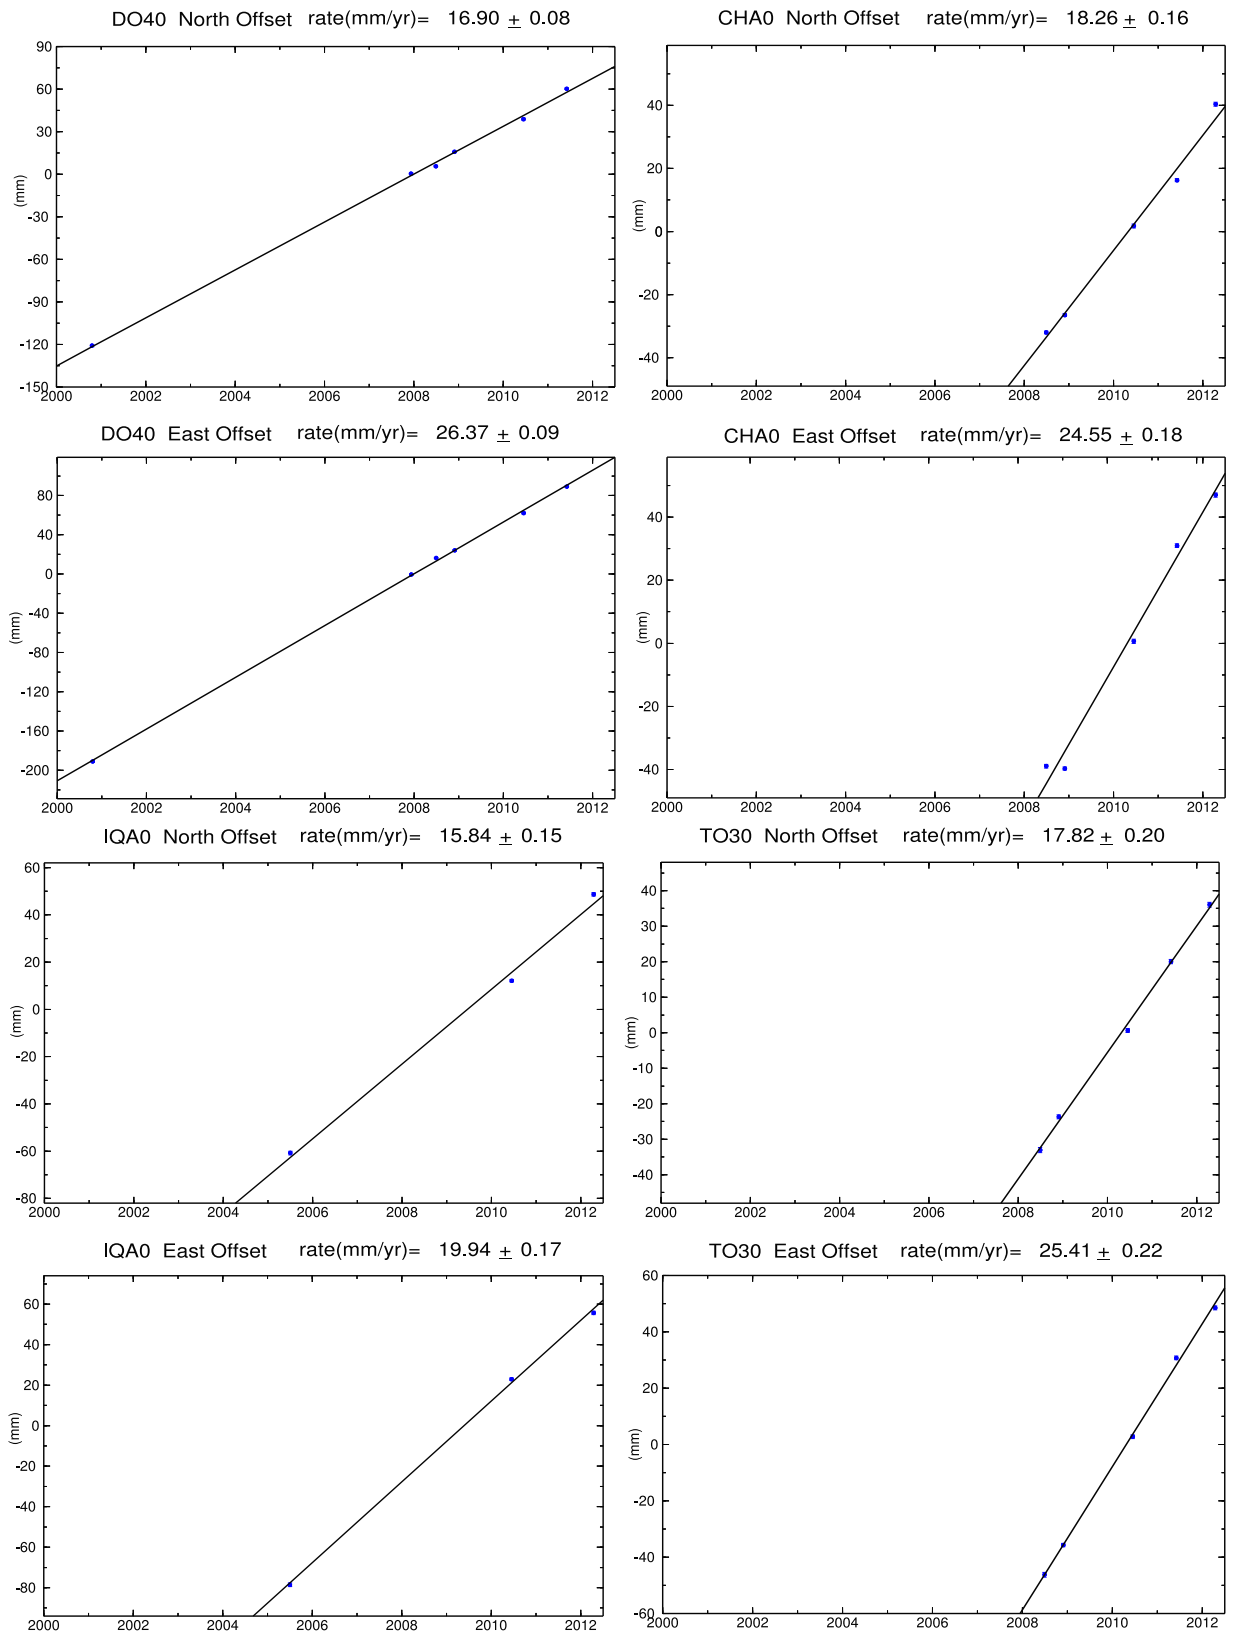 DO40 North Offset rate(mm/yr)= 16.90 ± 0.08
90
60
30
0
-30
-60
-90
-120
-150
(mm)
2000 2002 2004 2006 2008 2010 2012
CHA0 North Offset rate(mm/yr)= 18.26 ± 0.16
40
20
0
-20
-40
(mm)
2000 2002 2004 2006 2008 2010 2012
DO40 East Offset rate(mm/yr)= 26.37 ± 0.09
80
40
0
-40
-80
-120
-160
-200
(mm)
2000 2002 2004 2006 2008 2010 2012
CHA0 East Offset rate(mm/yr)= 24.55 ± 0.18
40
20
0
-20
-40
(mm)
2000 2002 2004 2006 2008 2010 2012
IQA0 North Offset rate(mm/yr)= 15.84 ± 0.15
60
40
20
0
-20
-40
-60
-80
(mm)
2000 2002 2004 2006 2008 2010 2012
TO30 North Offset rate(mm/yr)= 17.82 ± 0.20
40
30
20
10
0
-10
-20
-30
-40
(mm)
2000 2002 2004 2006 2008 2010 2012
IQA0 East Offset rate(mm/yr)= 19.94 ± 0.17
60
40
20
0
-20
-40
-60
-80
(mm)
2000 2002 2004 2006 2008 2010 2012
TO30 East Offset rate(mm/yr)= 25.41 ± 0.22
60
40
20
0
-20
-40
-60
(mm)
2000 2002 2004 2006 2008 2010 2012